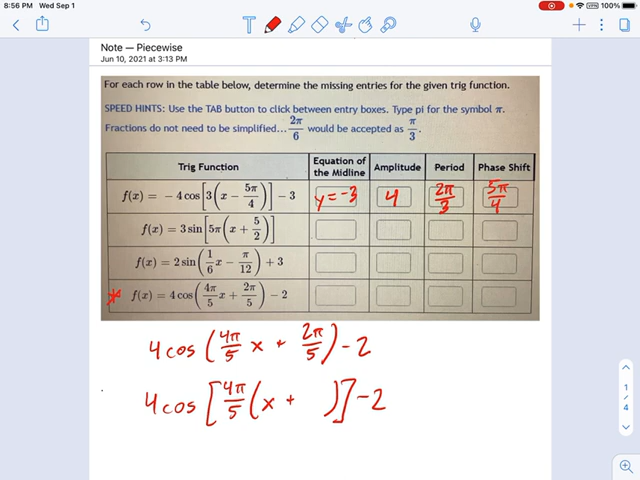 8:56 PM Wed Sep 1
100%
Note — Piecewise
Jun 10, 2021 at 3:13 PM
For each row in the table below, determine the missing entries for the given trig function.
SPEED HINTS: Use the TAB button to click between entry boxes. Type pi for the symbol π.
Fractions do not need to be simplified... 2π/6 would be accepted as π/3.
Trig Function Equation of the Midline Amplitude Period Phase Shift
f(x) = −4 cos[3(x − 5π/4)] − 3 y=-3 4 2π/3 5π/4
f(x) = 3 sin[5π(x + 5/2)]
f(x) = 2 sin(1/6 x − π/12) + 3
* f(x) = 4 cos(4π/5 x + 2π/5) − 2
4cos(4π/5 x + 2π/5)-2
4cos[4π/5(x + )]-2
1
/
4